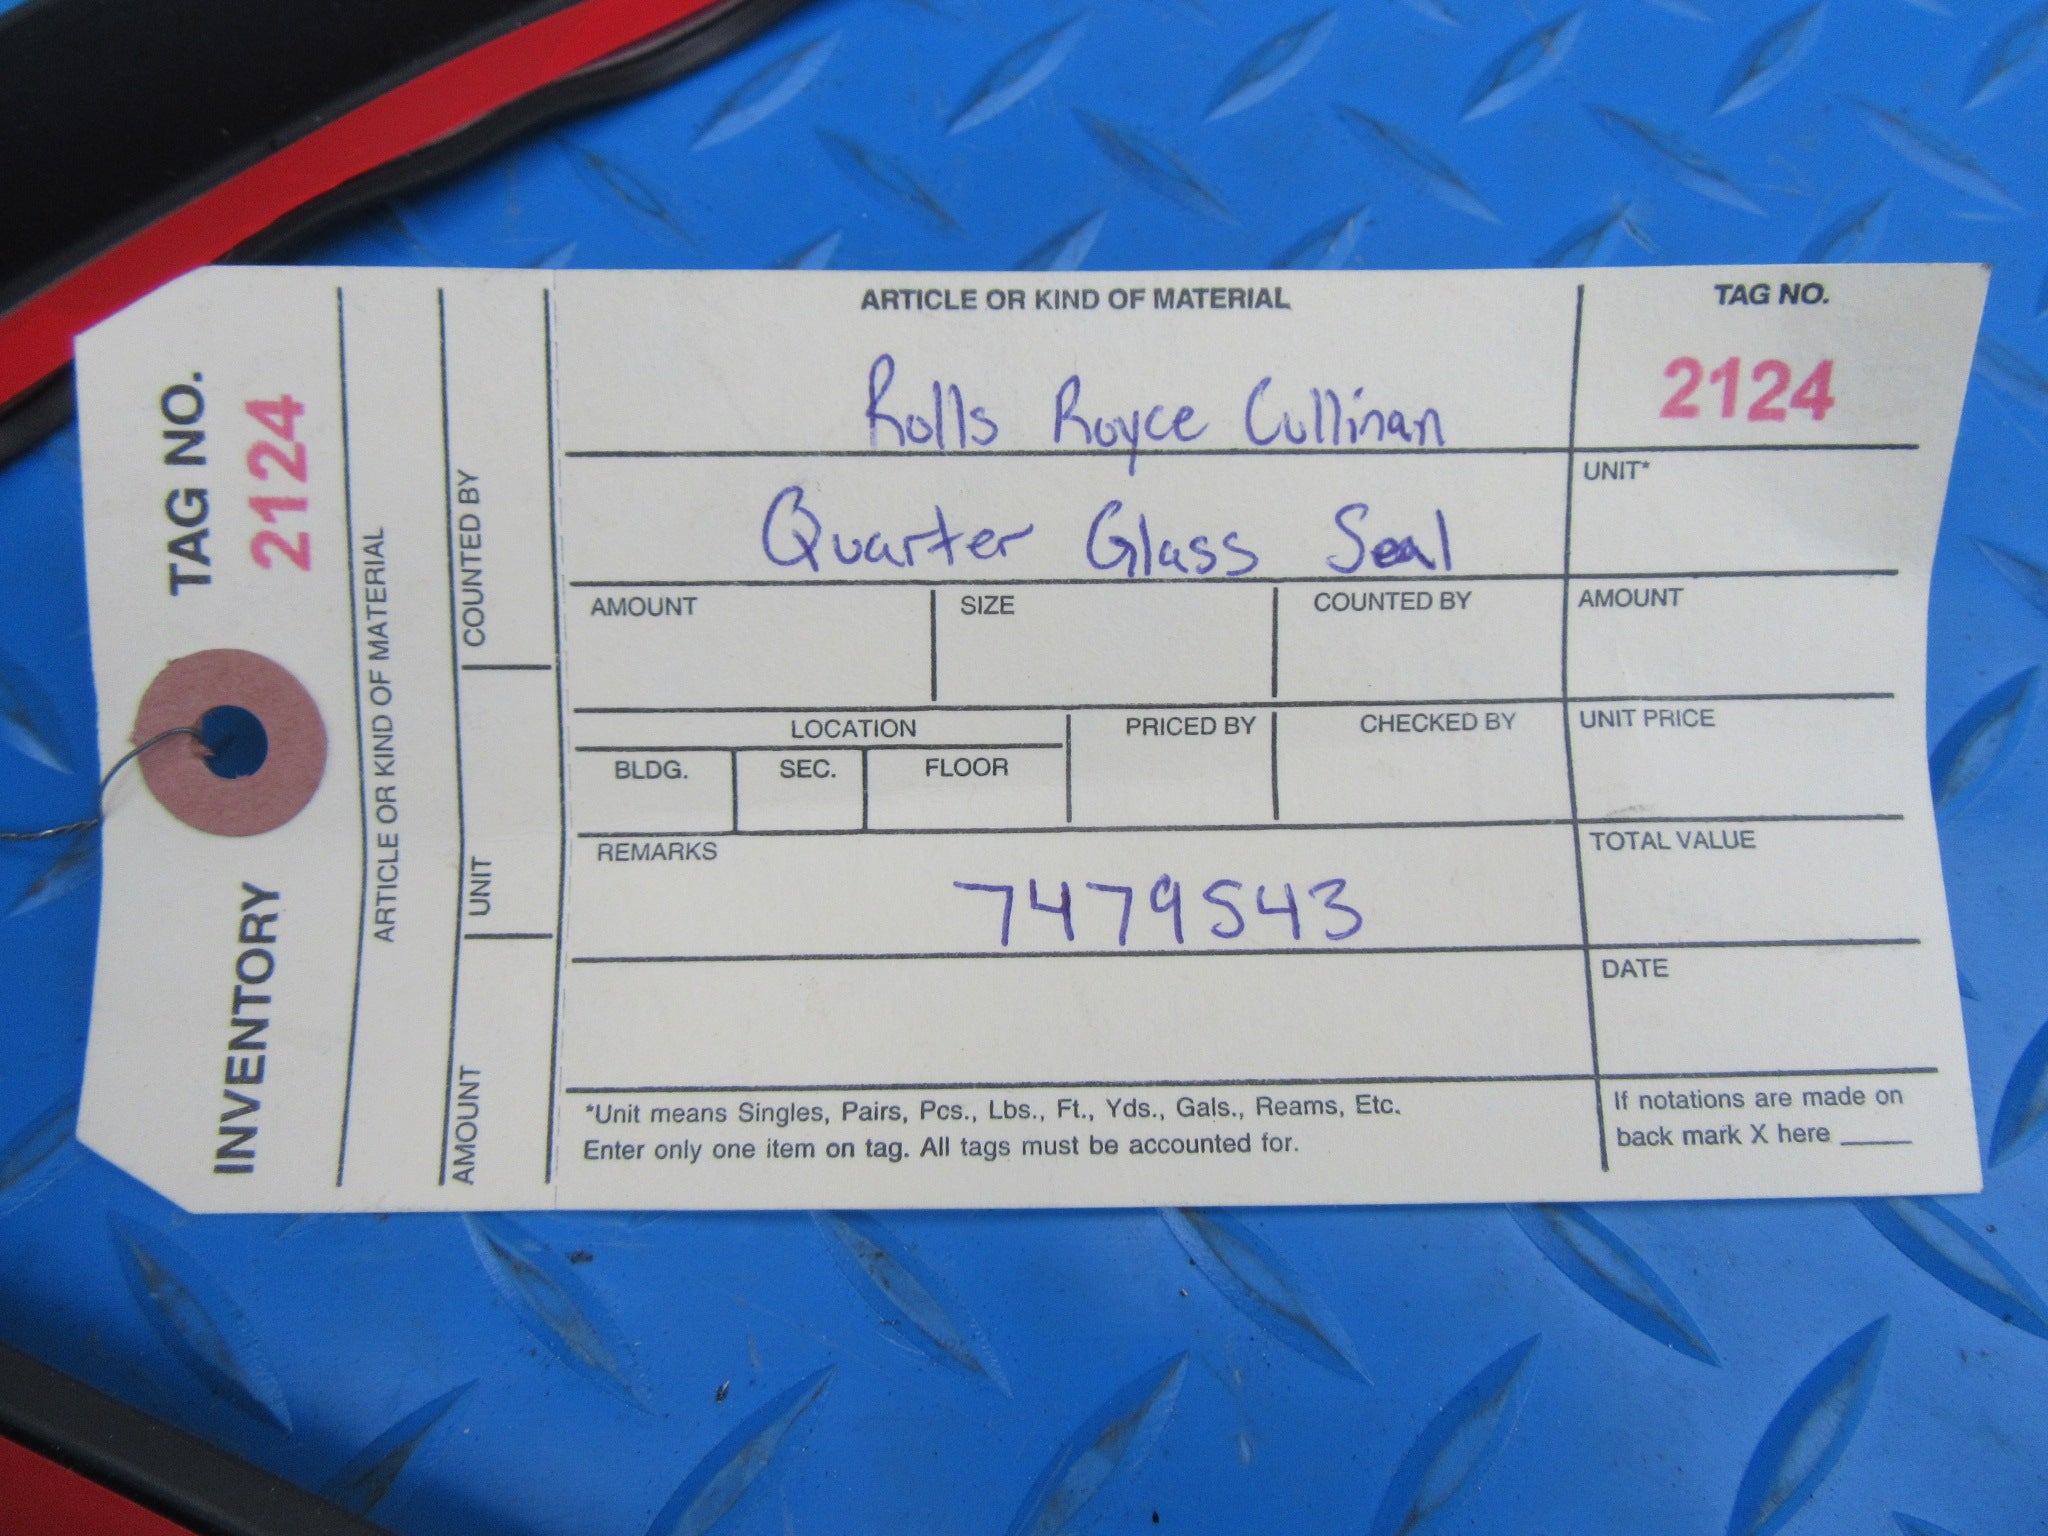 INVENTORY TAG NO.
2124
ARTICLE OR KIND OF MATERIAL
AMOUNT UNIT COUNTED BY
ARTICLE OR KIND OF MATERIAL
Rolls Royce Cullinan
Quarter Glass Seal
TAG NO.
2124
UNIT*
AMOUNT SIZE COUNTED BY AMOUNT
LOCATION PRICED BY CHECKED BY UNIT PRICE
BLDG. SEC. FLOOR
REMARKS TOTAL VALUE
7479543
DATE
*Unit means Singles, Pairs, Pcs., Lbs., Ft., Yds., Gals., Reams, Etc.
Enter only one item on tag. All tags must be accounted for.
If notations are made on
back mark X here _____